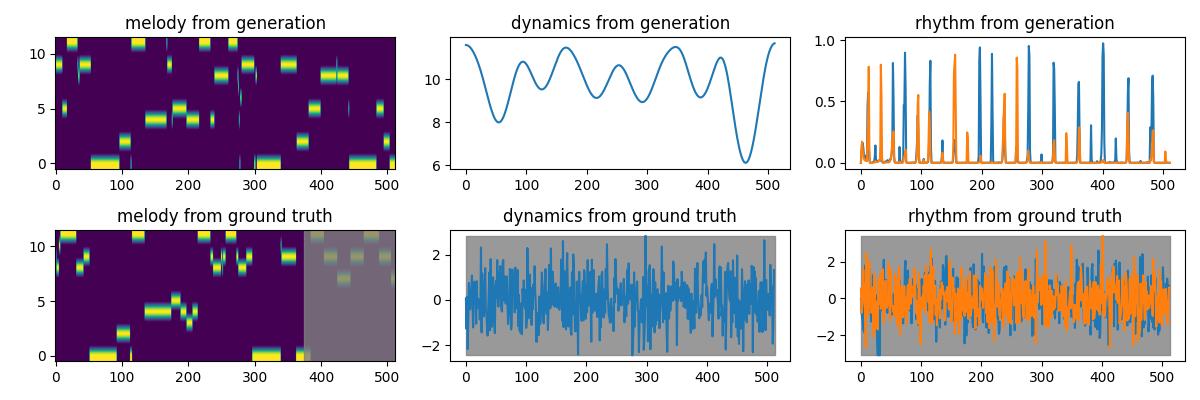 melody from generation
dynamics from generation
rhythm from generation
10
5
0
0 100 200 300 400 500
10
8
6
0 100 200 300 400 500
1.0
0.5
0.0
0 100 200 300 400 500
melody from ground truth
dynamics from ground truth
rhythm from ground truth
10
5
0
0 100 200 300 400 500
2
0
−2
0 100 200 300 400 500
2
0
−2
0 100 200 300 400 500